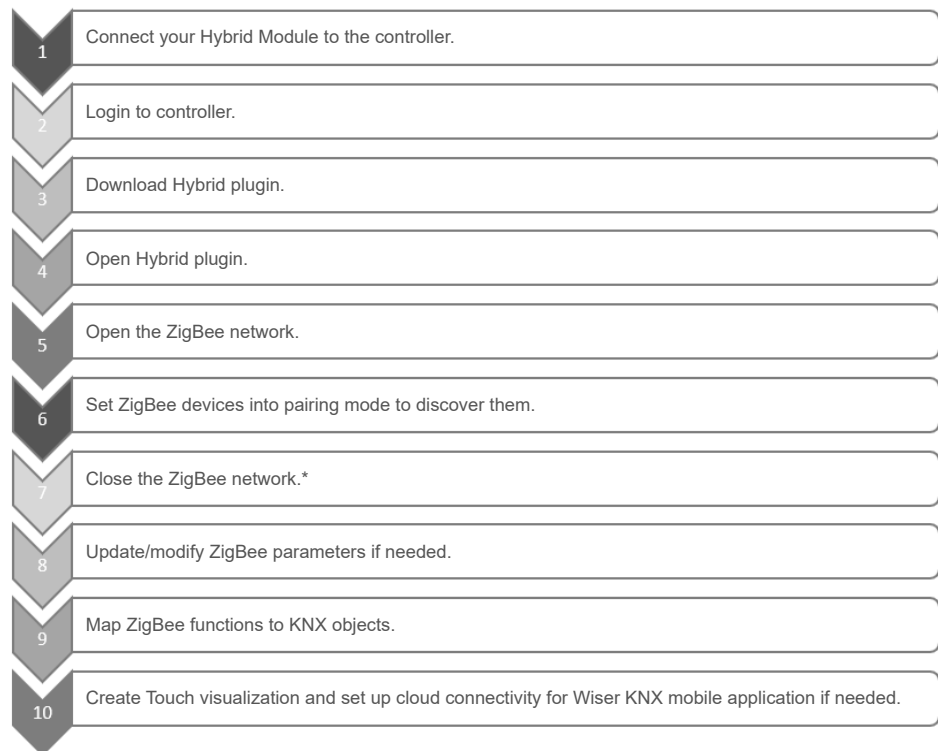 1 Connect your Hybrid Module to the controller.
2 Login to controller.
3 Download Hybrid plugin.
4 Open Hybrid plugin.
5 Open the ZigBee network.
6 Set ZigBee devices into pairing mode to discover them.
7 Close the ZigBee network.*
8 Update/modify ZigBee parameters if needed.
9 Map ZigBee functions to KNX objects.
10 Create Touch visualization and set up cloud connectivity for Wiser KNX mobile application if needed.